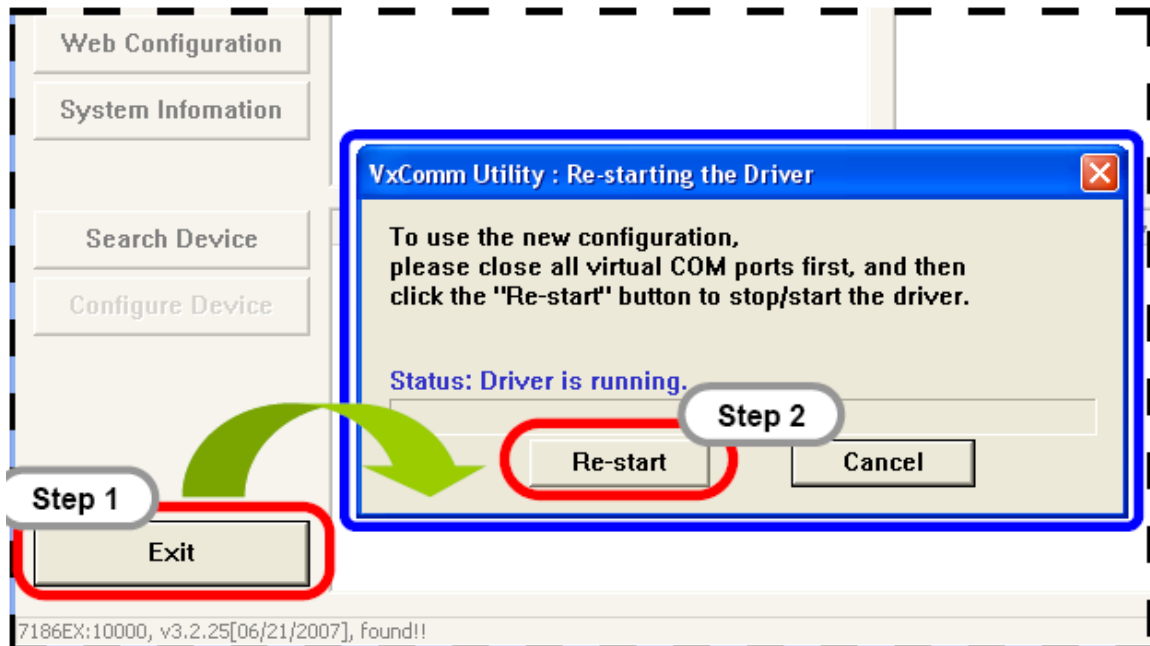 Web Configuration
System Infomation
Search Device
Configure Device
VxComm Utility : Re-starting the Driver
To use the new configuration,
please close all virtual COM ports first, and then
click the "Re-start" button to stop/start the driver.
Status: Driver is running.
Step 2
Re-start
Cancel
Step 1
Exit
7186EX:10000, v3.2.25[06/21/2007], found!!